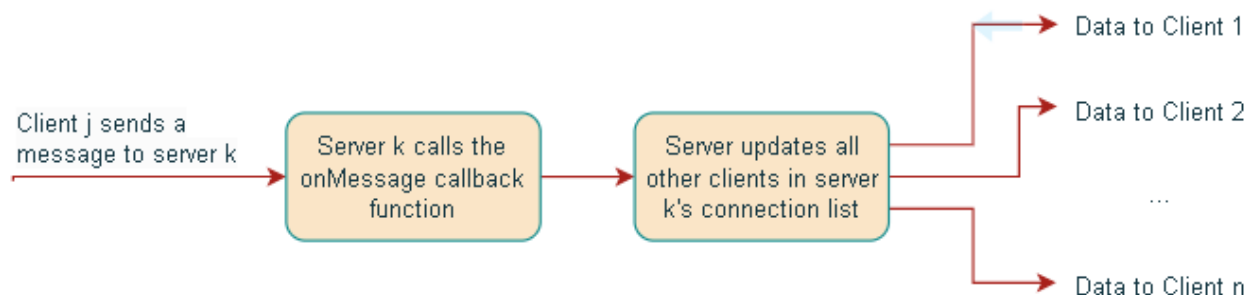 Client j sends a
message to server k
Server k calls the
onMessage callback
function
Server updates all
other clients in server
k's connection list
Data to Client 1
Data to Client 2
...
Data to Client n